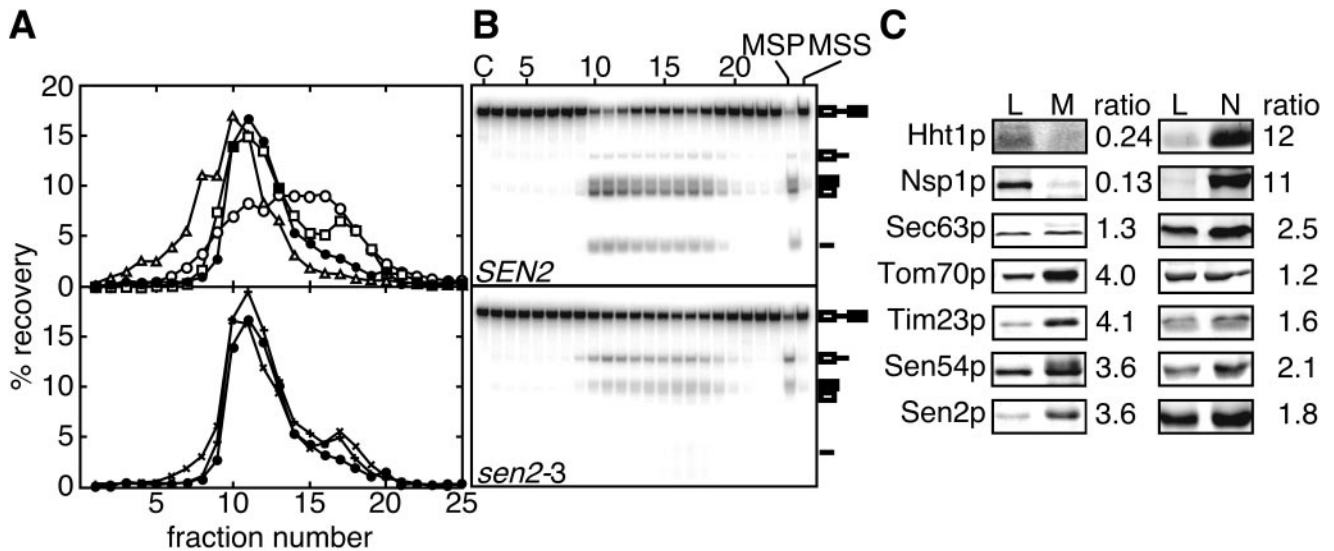 A
% recovery
20
15
10
5
0
15
10
5
0
5 10 15 20 25
fraction number
B
MSP MSS
C 5 10 15 20
SEN2
sen2-3
C
L M ratio L N ratio
Hht1p 0.24 12
Nsp1p 0.13 11
Sec63p 1.3 2.5
Tom70p 4.0 1.2
Tim23p 4.1 1.6
Sen54p 3.6 2.1
Sen2p 3.6 1.8